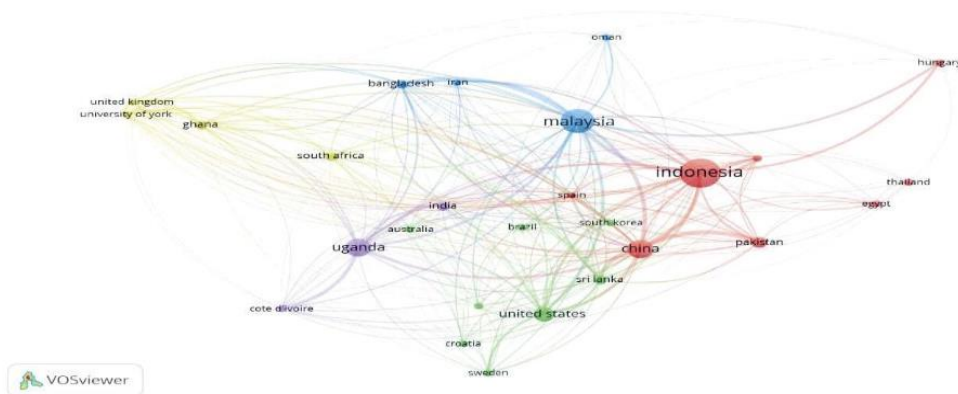 oman
hungary
bangladesh
iran
united kingdom
university of york
ghana
malaysia
south africa
indonesia
thailand
spain
egypt
india
south korea
australia
brazil
uganda
china
pakistan
sri lanka
cote d'ivoire
united states
croatia
sweden
VOSviewer